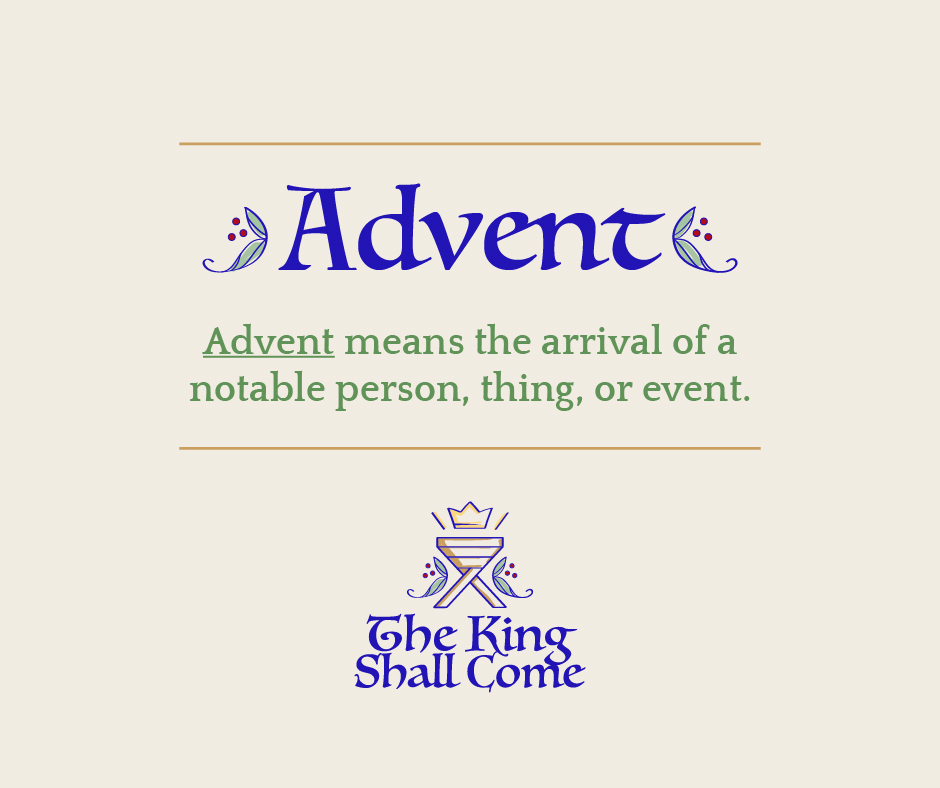 Advent
Advent means the arrival of a
notable person, thing, or event.
The King
Shall Come